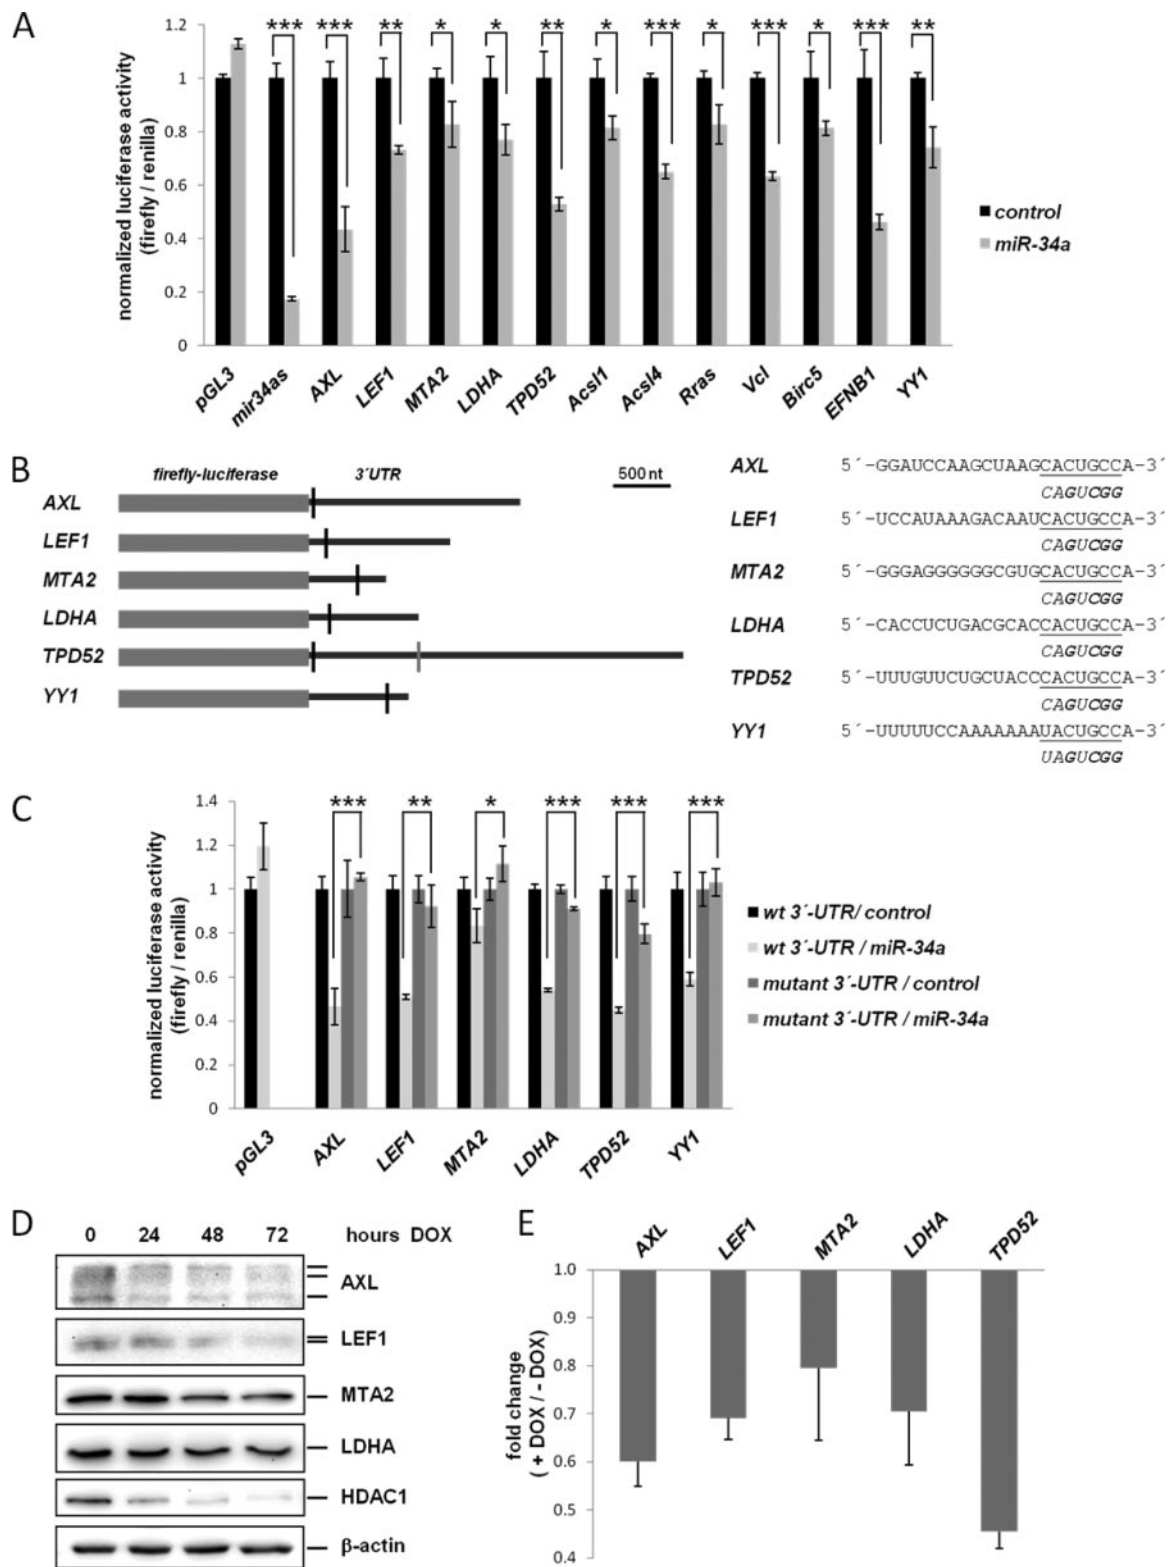 A
normalized luciferase activity
(firefly / renilla)
1.2
1
0.8
0.6
0.4
0.2
0
*** *** ** * * ** * *** * *** * *** **
control
miR-34a
pGL3 mir34as AXL LEF1 MTA2 LDHA TPD52 Acsl1 Acsl4 Rras Vcl Birc5 EFNB1 YY1
B
firefly-luciferase 3´UTR 500 nt
AXL
LEF1
MTA2
LDHA
TPD52
YY1
AXL 5´-GGAUCCAAGCUAAGCACUGCCA-3´
CAGUCGG
LEF1 5´-UCCAUAAAGACAAUCACUGCCA-3´
CAGUCGG
MTA2 5´-GGGAGGGGGGCGUGCACUGCCA-3´
CAGUCGG
LDHA 5´-CACCUCUGACGCACCACUGCCA-3´
CAGUCGG
TPD52 5´-UUUGUUCUGCUACCCACUGCCA-3´
CAGUCGG
YY1 5´-UUUUUCCAAAAAAAUACUGCCA-3´
UAGUCGG
C
normalized luciferase activity
(firefly / renilla)
1.4
1.2
1
0.8
0.6
0.4
0.2
0
*** ** * *** *** ***
wt 3´-UTR/ control
wt 3´-UTR / miR-34a
mutant 3´-UTR / control
mutant 3´-UTR / miR-34a
pGL3 AXL LEF1 MTA2 LDHA TPD52 YY1
D
0 24 48 72 hours DOX
AXL
LEF1
MTA2
LDHA
HDAC1
β-actin
E
AXL LEF1 MTA2 LDHA TPD52
fold change
( + DOX / - DOX)
1.0
0.9
0.8
0.7
0.6
0.5
0.4